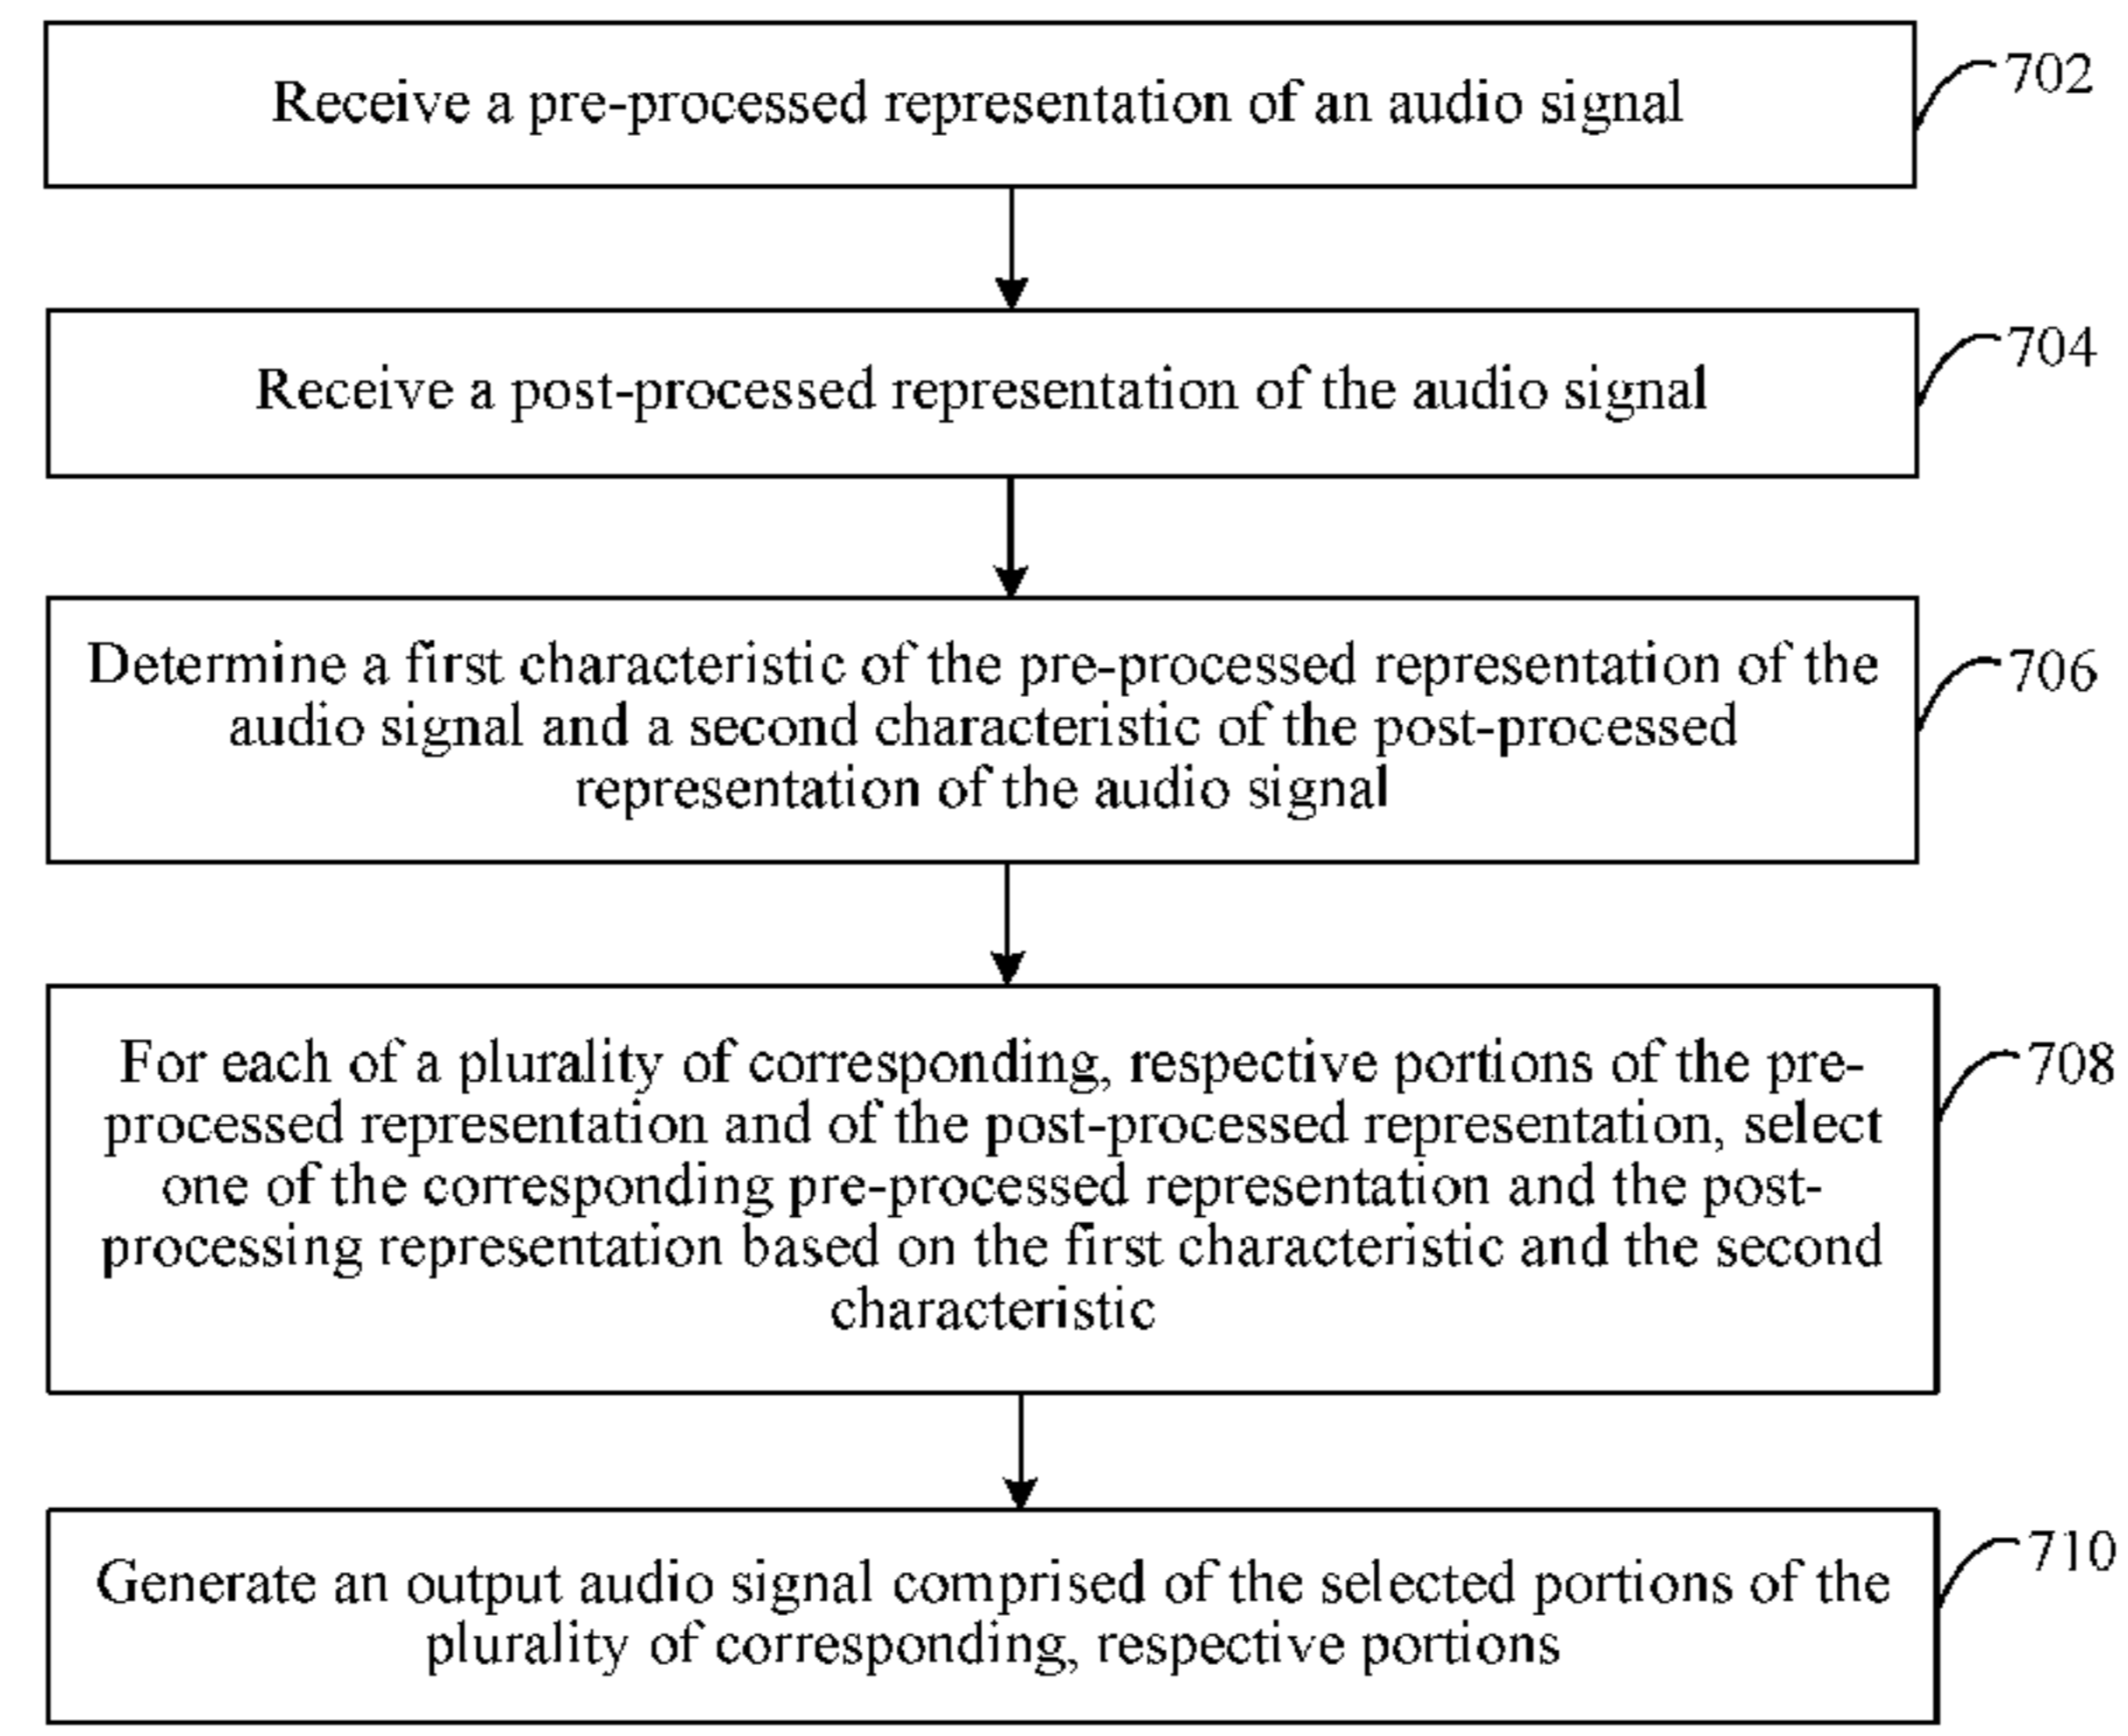 Receive a pre-processed representation of an audio signal
702
Receive a post-processed representation of the audio signal
704
Determine a first characteristic of the pre-processed representation of the
audio signal and a second characteristic of the post-processed
representation of the audio signal
706
For each of a plurality of corresponding, respective portions of the pre-
processed representation and of the post-processed representation, select
one of the corresponding pre-processed representation and the post-
processing representation based on the first characteristic and the second
characteristic
708
Generate an output audio signal comprised of the selected portions of the
plurality of corresponding, respective portions
710